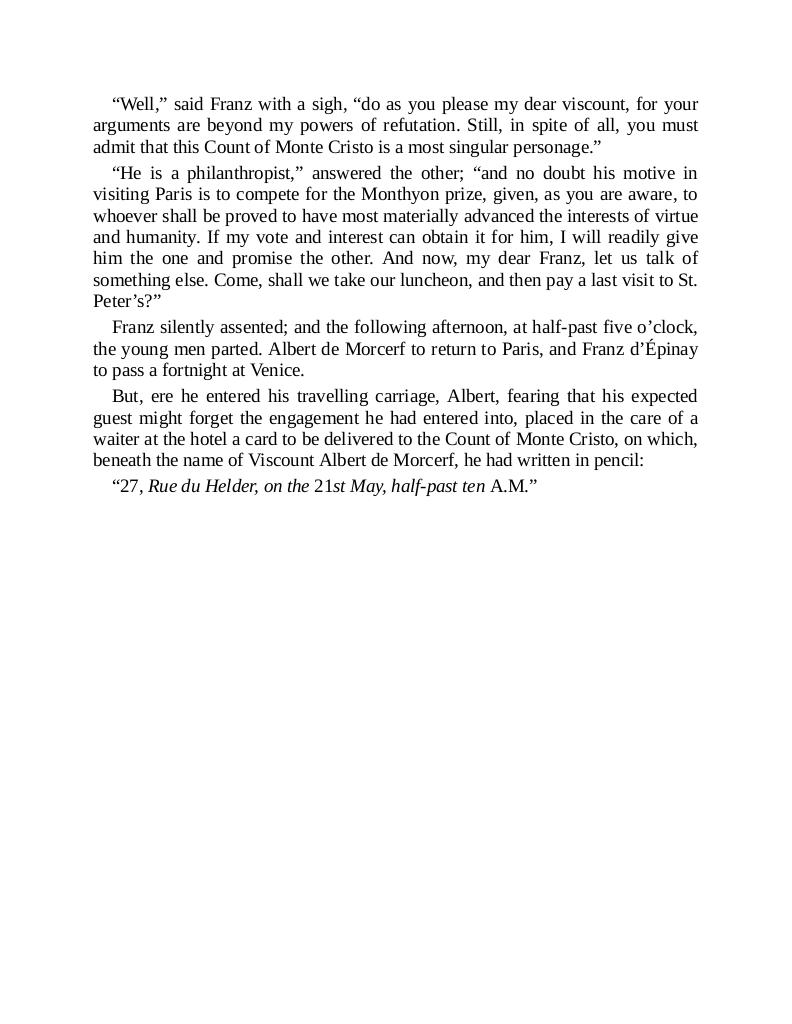 “Well,” said Franz with a sigh, “do as you please my dear viscount, for your
arguments are beyond my powers of refutation. Still, in spite of all, you must
admit that this Count of Monte Cristo is a most singular personage.”
“He is a philanthropist,” answered the other; “and no doubt his motive in
visiting Paris is to compete for the Monthyon prize, given, as you are aware, to
whoever shall be proved to have most materially advanced the interests of virtue
and humanity. If my vote and interest can obtain it for him, I will readily give
him the one and promise the other. And now, my dear Franz, let us talk of
something else. Come, shall we take our luncheon, and then pay a last visit to St.
Peter’s?”
Franz silently assented; and the following afternoon, at half-past five o’clock,
the young men parted. Albert de Morcerf to return to Paris, and Franz d’Épinay
to pass a fortnight at Venice.
But, ere he entered his travelling carriage, Albert, fearing that his expected
guest might forget the engagement he had entered into, placed in the care of a
waiter at the hotel a card to be delivered to the Count of Monte Cristo, on which,
beneath the name of Viscount Albert de Morcerf, he had written in pencil:
“27, Rue du Helder, on the 21st May, half-past ten A.M.”